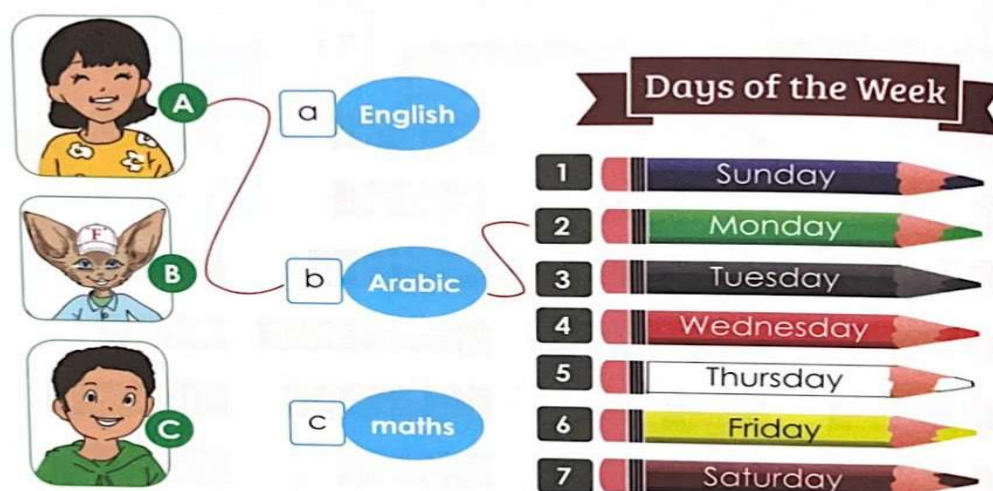 A
a English
B
F
b Arabic
C
c maths
Days of the Week
1 Sunday
2 Monday
3 Tuesday
4 Wednesday
5 Thursday
6 Friday
7 Saturday